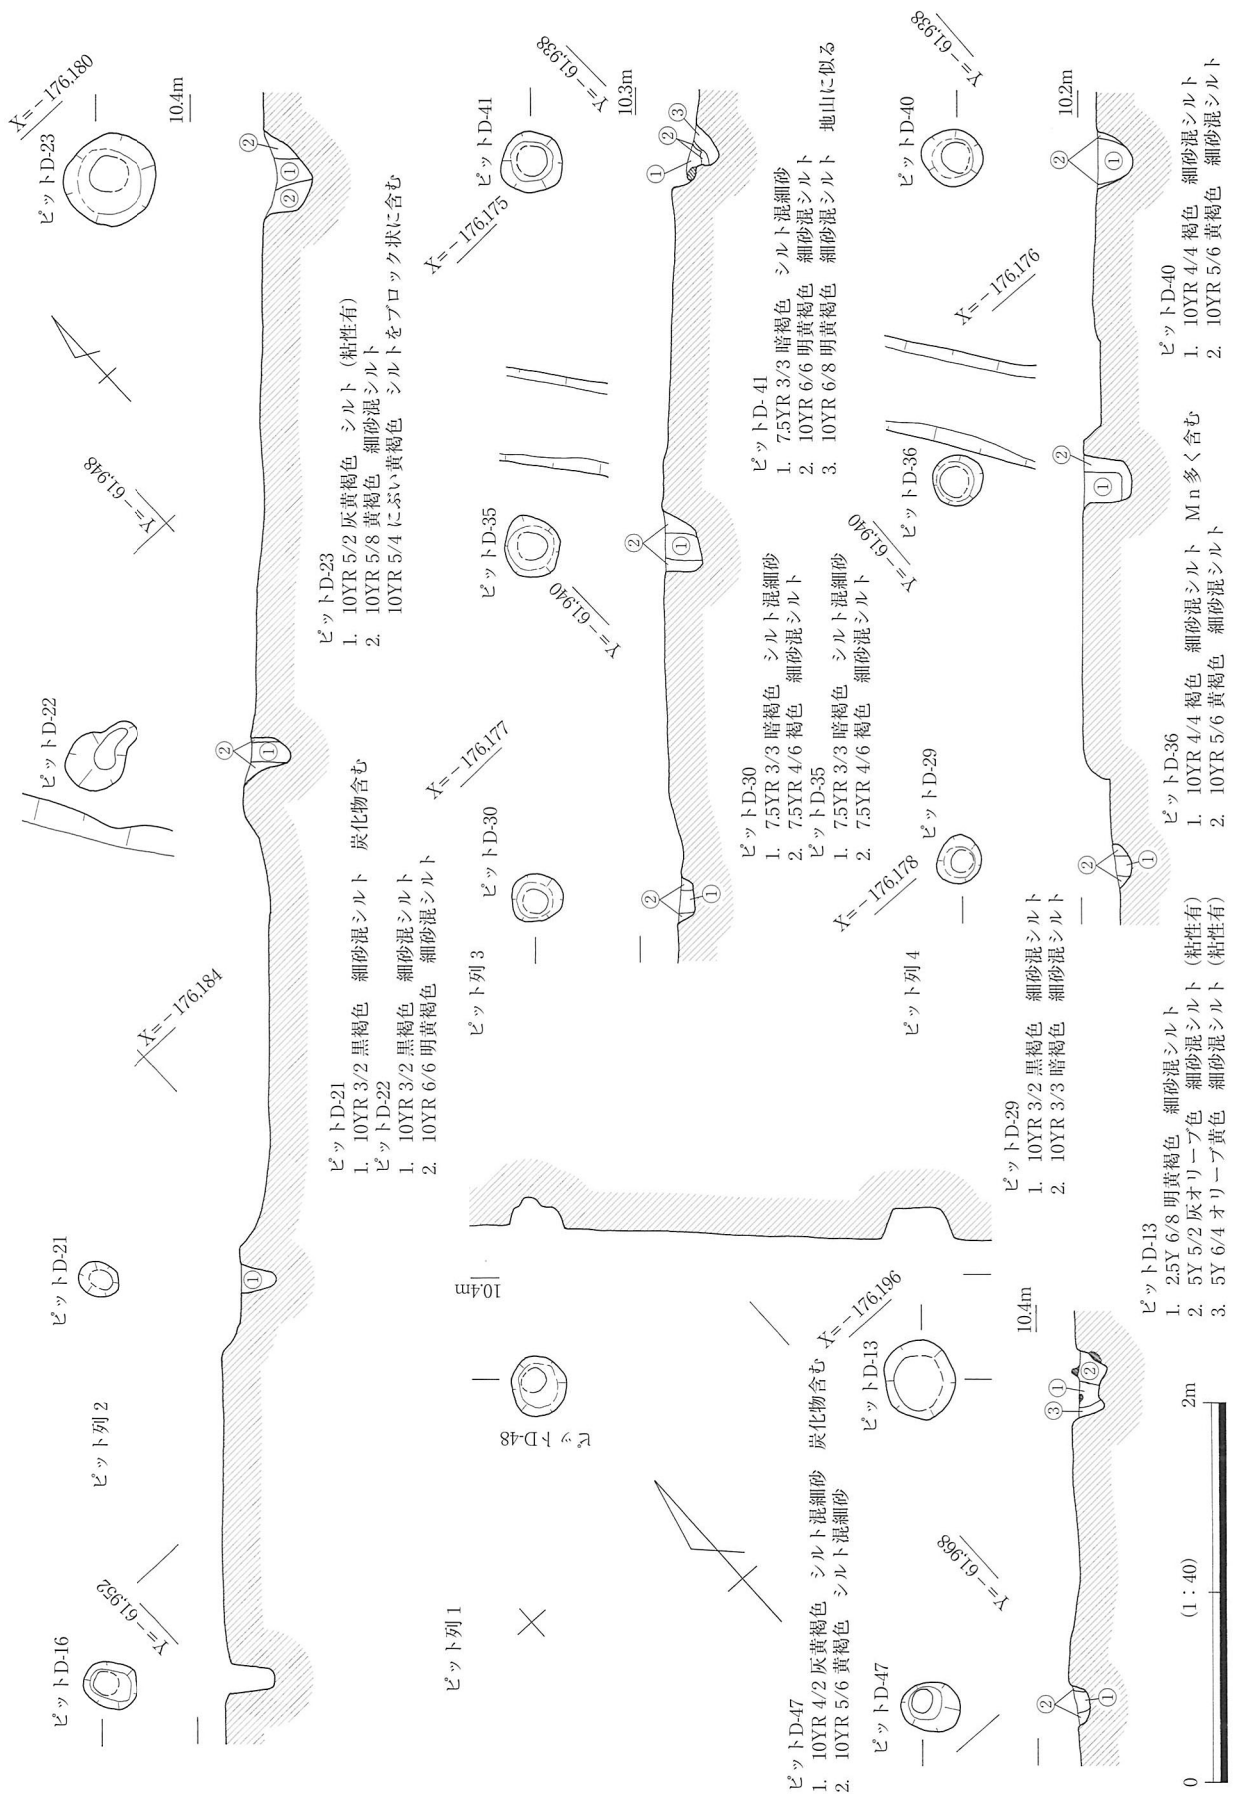 ピット列2
ピットD-16
ピットD-21
ピットD-22
ピットD-23
Y=−61,952
X=−176,184
Y=−61,948
X=−176,180
10.4m
①
②
①
②
①
②
ピットD-21
1. 10YR 3/2 黒褐色 細砂混シルト 炭化物含む
ピットD-22
1. 10YR 3/2 黒褐色 細砂混シルト
2. 10YR 6/6 明黄褐色 細砂混シルト
ピットD-23
1. 10YR 5/2 灰黄褐色 シルト（粘性有）
2. 10YR 5/8 黄褐色 細砂混シルト
10YR 5/4 にぶい黄褐色 シルトをブロック状に含む
ピット列1
ピットD-48
10.4m
ピットD-47
1. 10YR 4/2 灰黄褐色 シルト混細砂 炭化物含む
2. 10YR 5/6 黄褐色 シルト混細砂
X=−176,196
ピットD-47
ピットD-13
Y=−61,968
10.4m
②
①
③
①
②
ピットD-13
1. 2.5Y 6/8 明黄褐色 細砂混シルト
2. 5Y 5/2 灰オリーブ色 細砂混シルト（粘性有）
3. 5Y 6/4 オリーブ黄色 細砂混シルト（粘性有）
ピット列3
ピットD-30
ピットD-35
ピットD-41
X=−176,177
Y=−61,940
X=−176,175
Y=−61,938
10.3m
②
①
②
①
①
②
③
ピットD-30
1. 7.5YR 3/3 暗褐色 シルト混細砂
2. 7.5YR 4/6 褐色 細砂混シルト
ピットD-35
1. 7.5YR 3/3 暗褐色 シルト混細砂
2. 7.5YR 4/6 褐色 細砂混シルト
ピットD-41
1. 7.5YR 3/3 暗褐色 シルト混細砂
2. 10YR 6/6 明黄褐色 細砂混シルト
3. 10YR 6/8 明黄褐色 細砂混シルト 地山に似る
ピット列4
ピットD-29
ピットD-36
ピットD-40
X=−176,178
Y=−61,940
X=−176,176
Y=−61,938
10.2m
②
①
①
②
②
①
ピットD-29
1. 10YR 3/2 黒褐色 細砂混シルト
2. 10YR 3/3 暗褐色 細砂混シルト
ピットD-36
1. 10YR 4/4 褐色 細砂混シルト Mn多く含む
2. 10YR 5/6 黄褐色 細砂混シルト
ピットD-40
1. 10YR 4/4 褐色 細砂混シルト
2. 10YR 5/6 黄褐色 細砂混シルト
0 (1：40) 2m